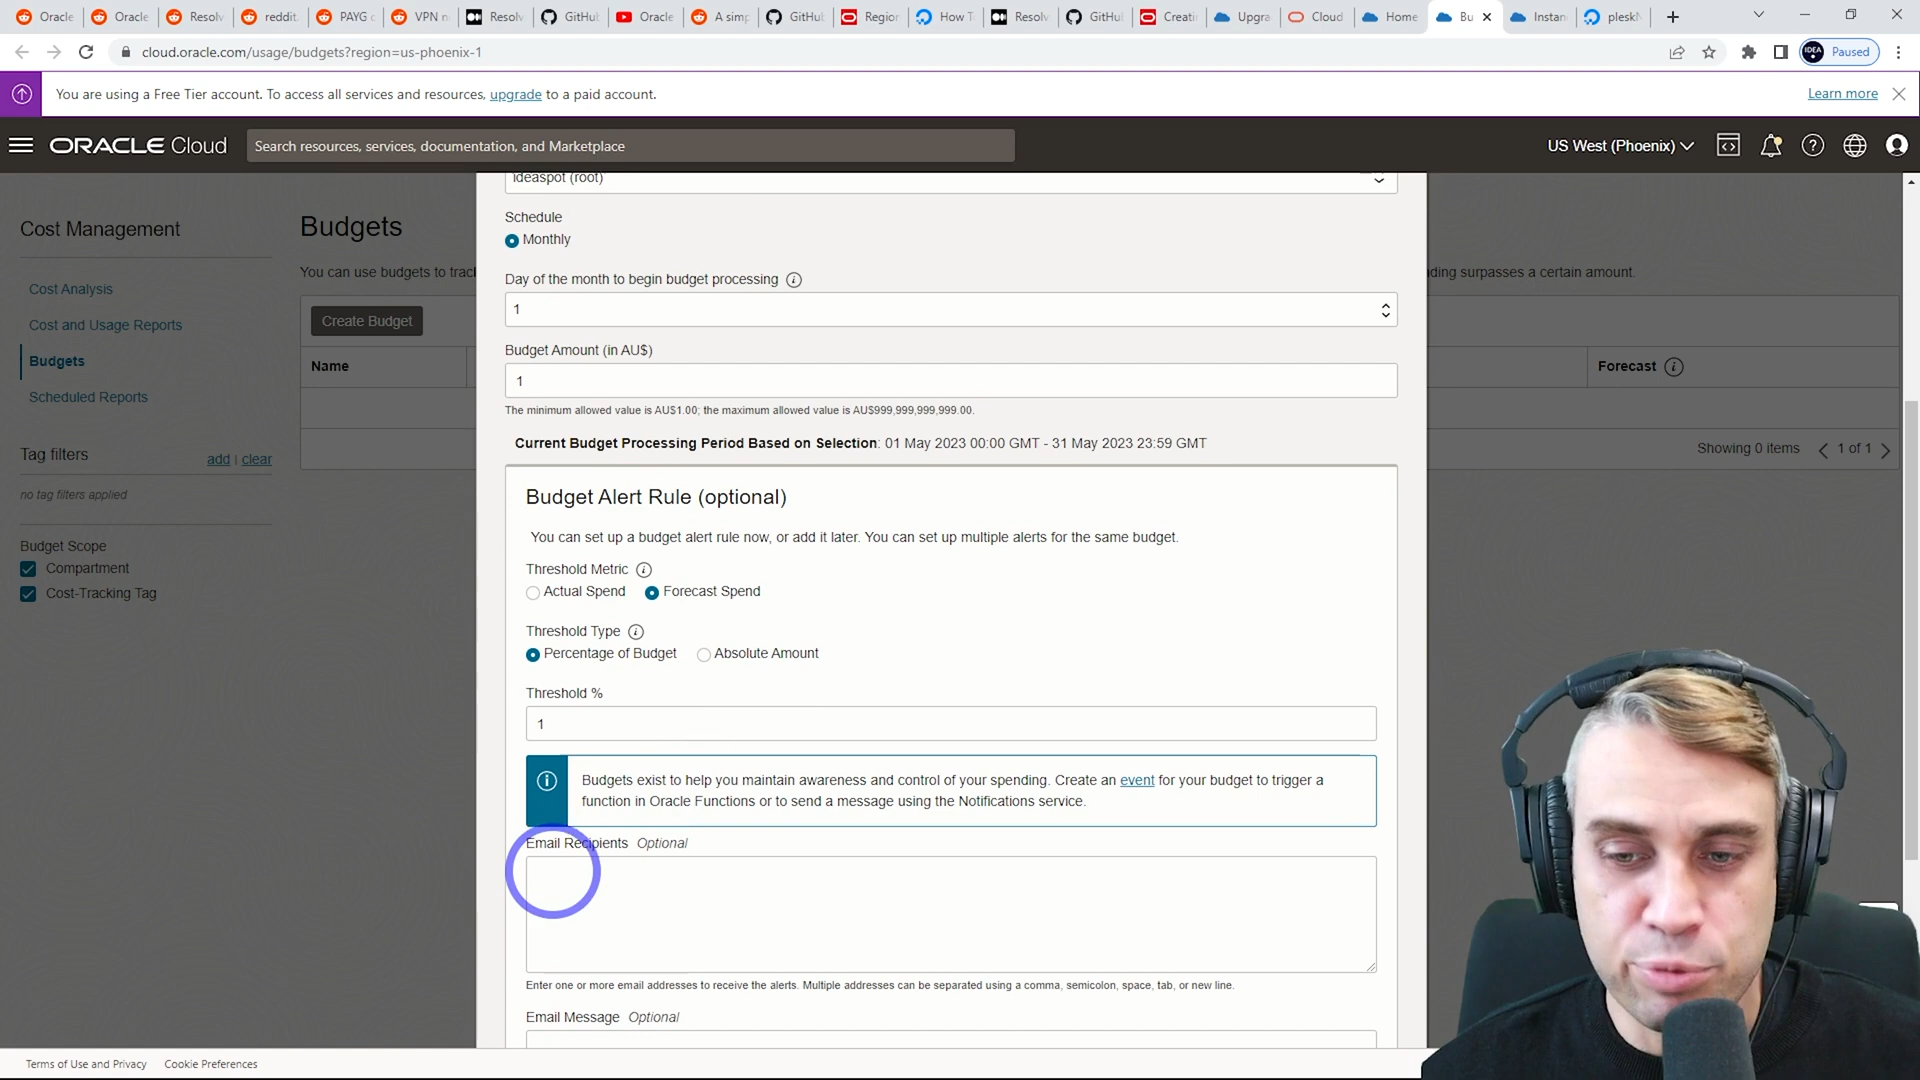 Oracle
Oracle
Resolv
reddit.
PAYG c
VPN n
Resolv
GitHub
Oracle
A simp
GitHub
Region
How T
Resolv
GitHub
Creatin
Upgra
Cloud
Home
Bu
Instan
pleskN
cloud.oracle.com/usage/budgets?region=us-phoenix-1
IDEA
Paused
You are using a Free Tier account. To access all services and resources, upgrade to a paid account.
Learn more
ORACLE Cloud
Search resources, services, documentation, and Marketplace
US West (Phoenix)
Cost Management
Cost Analysis
Cost and Usage Reports
Budgets
Scheduled Reports
Tag filters
add | clear
no tag filters applied
Budget Scope
Compartment
Cost-Tracking Tag
Budgets
You can use budgets to trac
ding surpasses a certain amount.
Create Budget
Name
Forecast
Showing 0 items
1 of 1
ideaspot (root)
Schedule
Monthly
Day of the month to begin budget processing
1
Budget Amount (in AU$)
1
The minimum allowed value is AU$1.00; the maximum allowed value is AU$999,999,999,999.00.
Current Budget Processing Period Based on Selection: 01 May 2023 00:00 GMT - 31 May 2023 23:59 GMT
Budget Alert Rule (optional)
You can set up a budget alert rule now, or add it later. You can set up multiple alerts for the same budget.
Threshold Metric
Actual Spend
Forecast Spend
Threshold Type
Percentage of Budget
Absolute Amount
Threshold %
1
Budgets exist to help you maintain awareness and control of your spending. Create an event for your budget to trigger a
function in Oracle Functions or to send a message using the Notifications service.
Email Recipients Optional
Enter one or more email addresses to receive the alerts. Multiple addresses can be separated using a comma, semicolon, space, tab, or new line.
Email Message Optional
Terms of Use and Privacy
Cookie Preferences